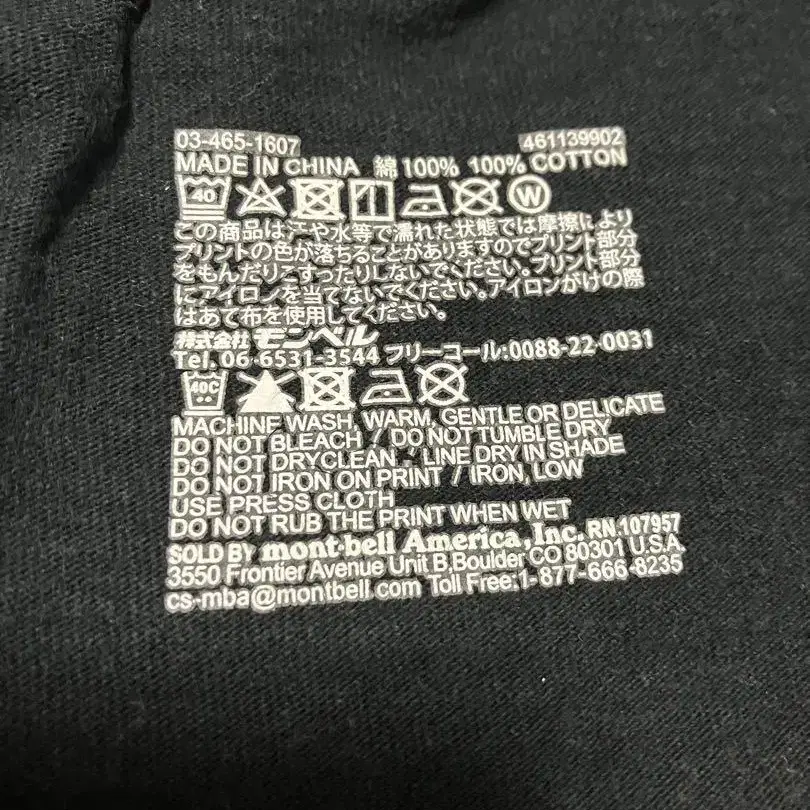 03-465-1607 461139902
MADE IN CHINA 綿100% 100% COTTON
40 W
この商品は汗や水等で濡れた状態では摩擦により
プリントの色が落ちることがありますのでプリント部分
をもんだりこすったりしないでください。プリント部分
にアイロンを当てないでください。アイロンがけの際
はあて布を使用してください。
株式会社 モンベル
Tel. 06-6531-3544 フリーコール:0088-22-0031
40C
MACHINE WASH, WARM, GENTLE OR DELICATE
DO NOT BLEACH / DO NOT TUMBLE DRY
DO NOT DRYCLEAN / LINE DRY IN SHADE
DO NOT IRON ON PRINT / IRON, LOW
USE PRESS CLOTH
DO NOT RUB THE PRINT WHEN WET
SOLD BY mont-bell America, Inc. RN.107957
3550 Frontier Avenue Unit B,Boulder,CO 80301 U.S.A.
cs-mba@montbell.com Toll Free:1-877-666-8235